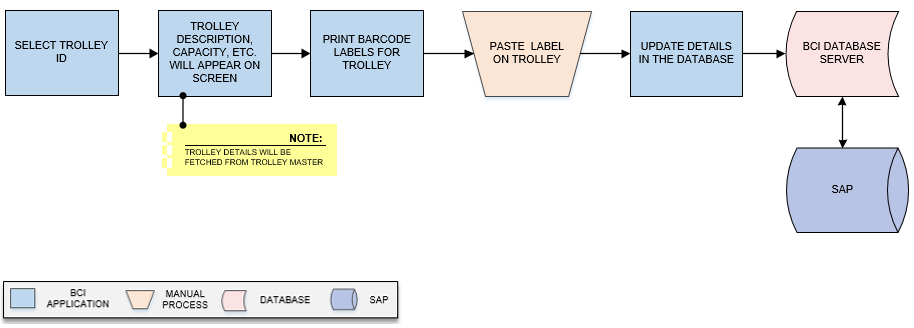 SELECT TROLLEY
ID
TROLLEY
DESCRIPTION,
CAPACITY, ETC.
WILL APPEAR ON
SCREEN
PRINT BARCODE
LABELS FOR
TROLLEY
PASTE LABEL
ON TROLLEY
UPDATE DETAILS
IN THE DATABASE
BCI DATABASE
SERVER
NOTE:
TROLLEY DETAILS WILL BE
FETCHED FROM TROLLEY MASTER
SAP
BCI
APPLICATION
MANUAL
PROCESS
DATABASE
SAP